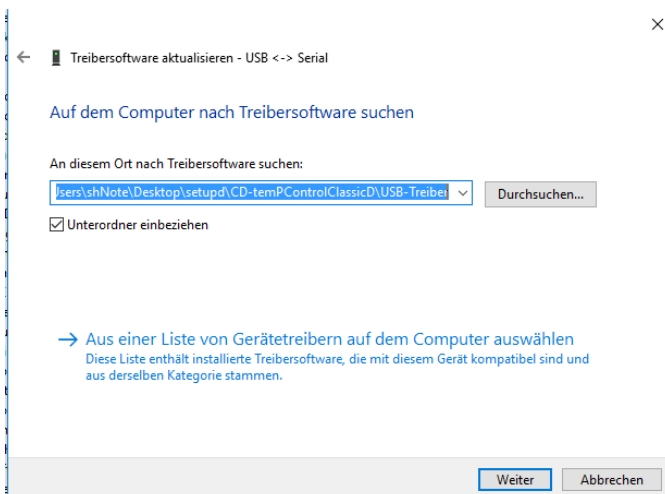 Treibersoftware aktualisieren - USB <-> Serial
Auf dem Computer nach Treibersoftware suchen
An diesem Ort nach Treibersoftware suchen:
Jsers\shNote\Desktop\setupd\CD-temPControlClassicD\USB-Treiber
Durchsuchen...
Unterordner einbeziehen
Aus einer Liste von Gerätetreibern auf dem Computer auswählen
Diese Liste enthält installierte Treibersoftware, die mit diesem Gerät kompatibel sind und
aus derselben Kategorie stammen.
Weiter
Abbrechen